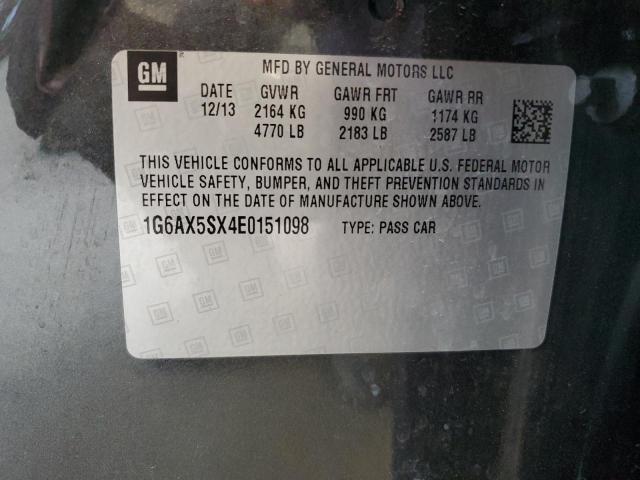 GM
MFD BY GENERAL MOTORS LLC
DATE GVWR GAWR FRT GAWR RR
12/13 2164 KG 990 KG 1174 KG
4770 LB 2183 LB 2587 LB
THIS VEHICLE CONFORMS TO ALL APPLICABLE U.S. FEDERAL MOTOR
VEHICLE SAFETY, BUMPER, AND THEFT PREVENTION STANDARDS IN
EFFECT ON THE DATE OF MANUFACTURE SHOWN ABOVE.
1G6AX5SX4E0151098 TYPE: PASS CAR